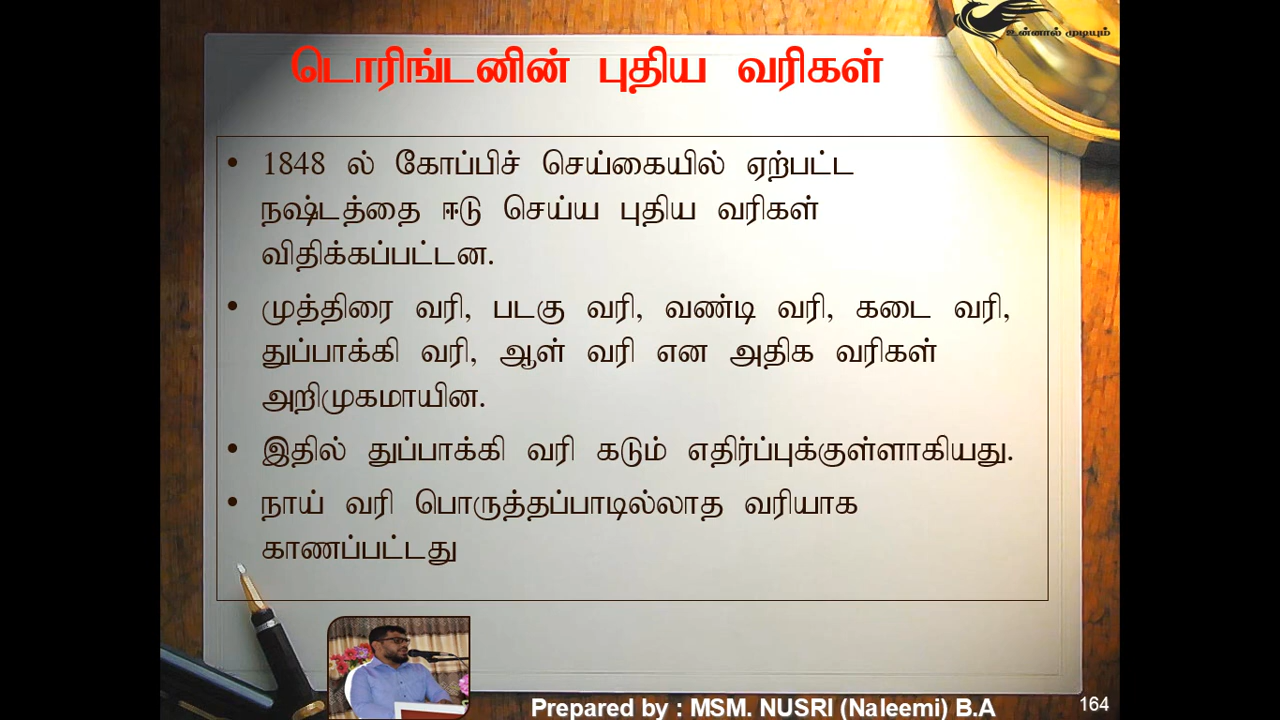 உன்னால் முடியும்
டொரிங்டனின் புதிய வரிகள்
• 1848 ல் கோப்பிச் செய்கையில் ஏற்பட்ட
நஷ்டத்தை ஈடு செய்ய புதிய வரிகள்
விதிக்கப்பட்டன.
• முத்திரை வரி, படகு வரி, வண்டி வரி, கடை வரி,
துப்பாக்கி வரி, ஆள் வரி என அதிக வரிகள்
அறிமுகமாயின.
• இதில் துப்பாக்கி வரி கடும் எதிர்ப்புக்குள்ளாகியது.
• நாய் வரி பொருத்தப்பாடில்லாத வரியாக
காணப்பட்டது
Prepared by : MSM. NUSRI (Naleemi) B.A
164